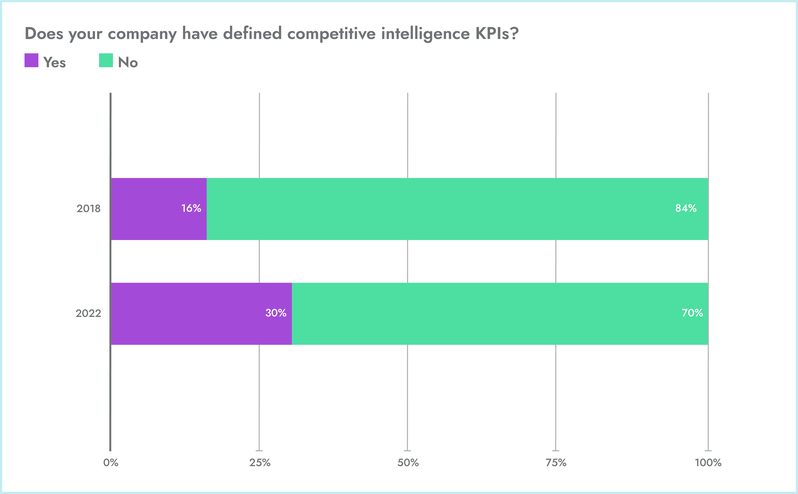 Does your company have defined competitive intelligence KPIs?
Yes No
2018 16% 84%
2022 30% 70%
0% 25% 50% 75% 100%